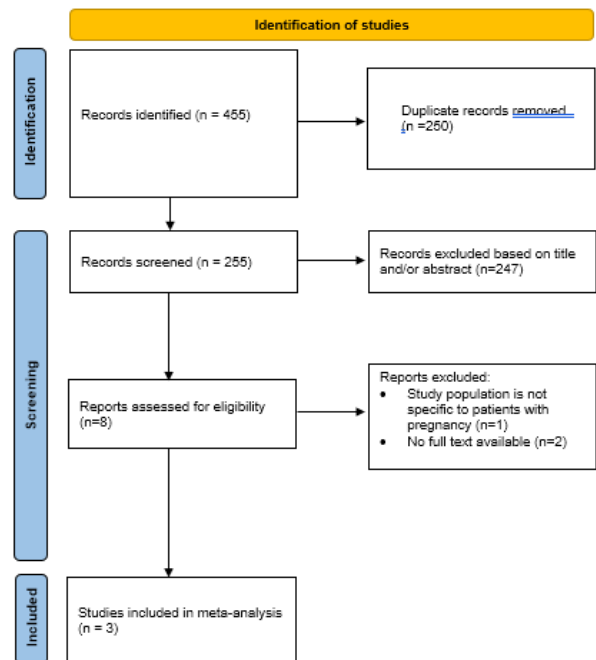 Identification of studies
Identification
Records identified (n = 455)
Duplicate records removed
(n =250)
Screening
Records screened (n = 255)
Records excluded based on title
and/or abstract (n=247)
Reports assessed for eligibility
(n=8)
Reports excluded:
• Study population is not
specific to patients with
pregnancy (n=1)
• No full text available (n=2)
Included
Studies included in meta-analysis
(n = 3)